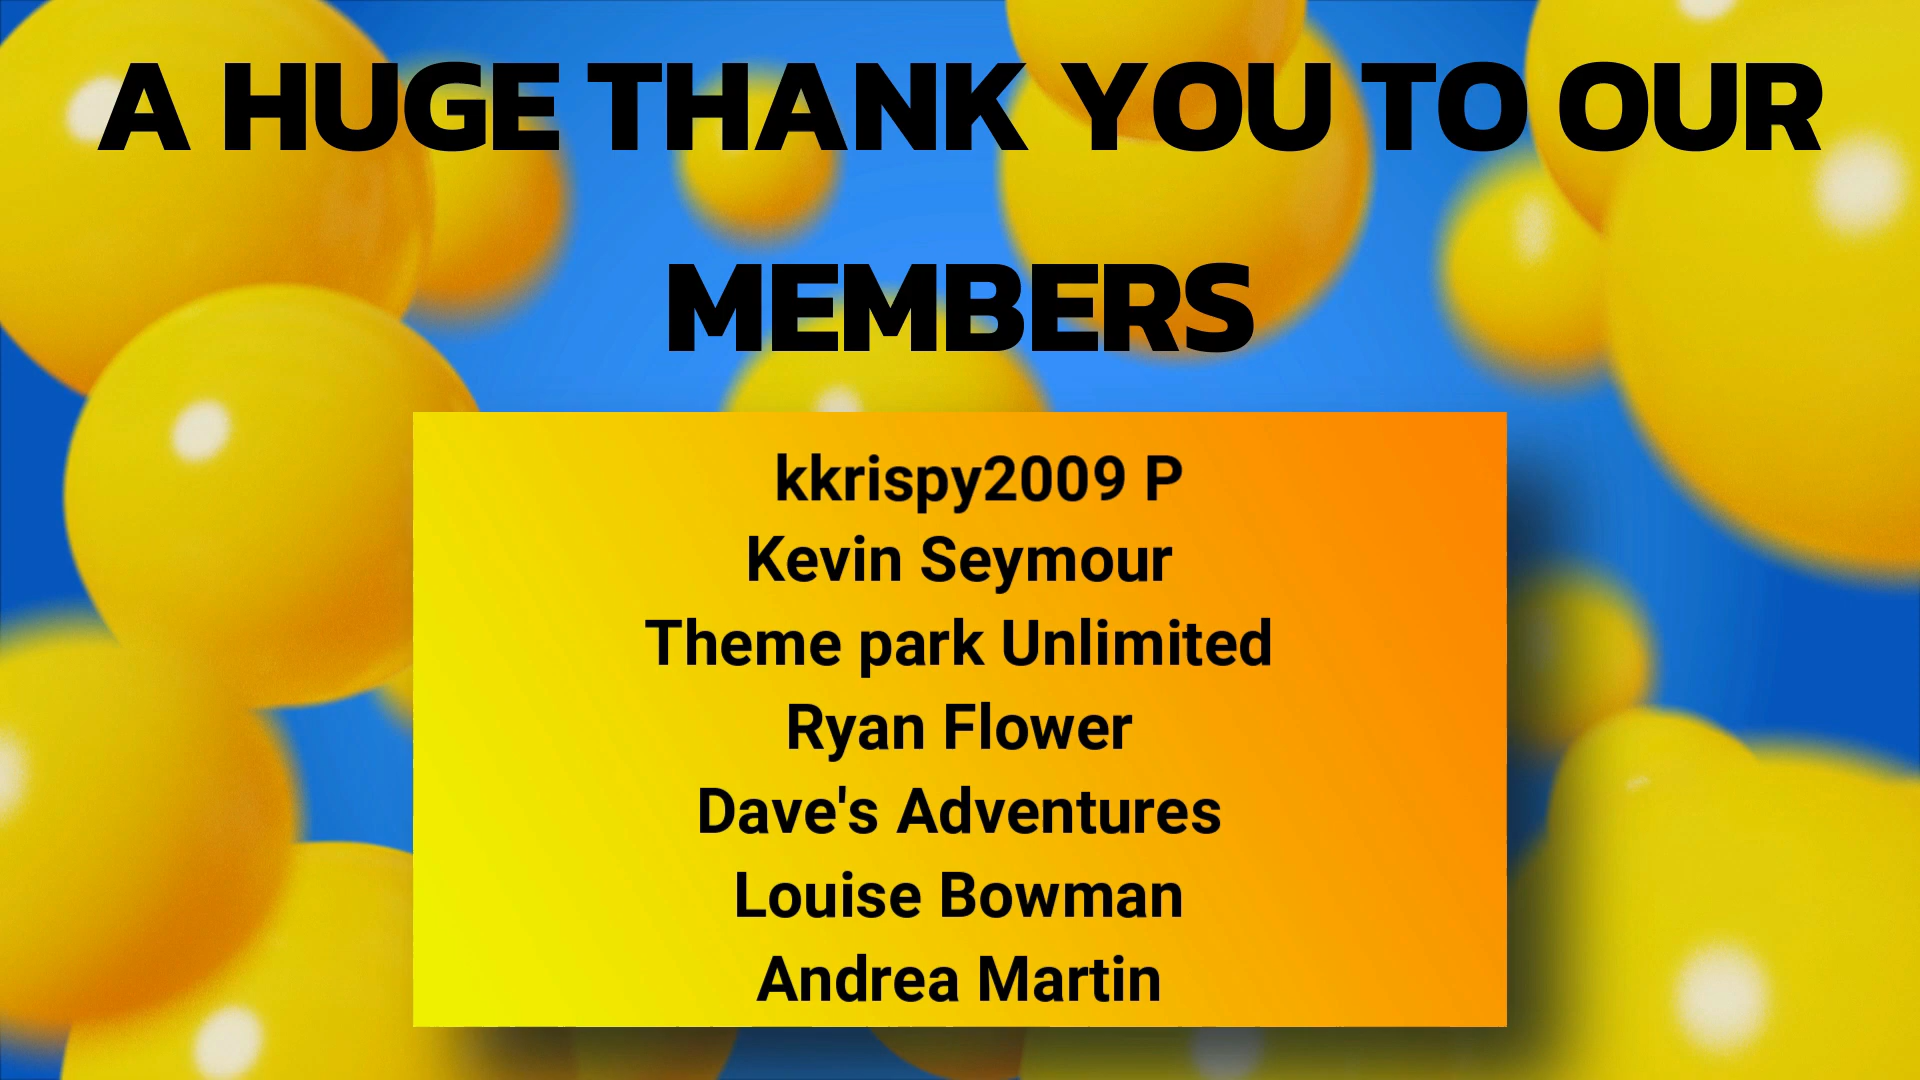 A HUGE THANK YOU TO OUR
MEMBERS
kkrispy2009 P
Kevin Seymour
Theme park Unlimited
Ryan Flower
Dave's Adventures
Louise Bowman
Andrea Martin